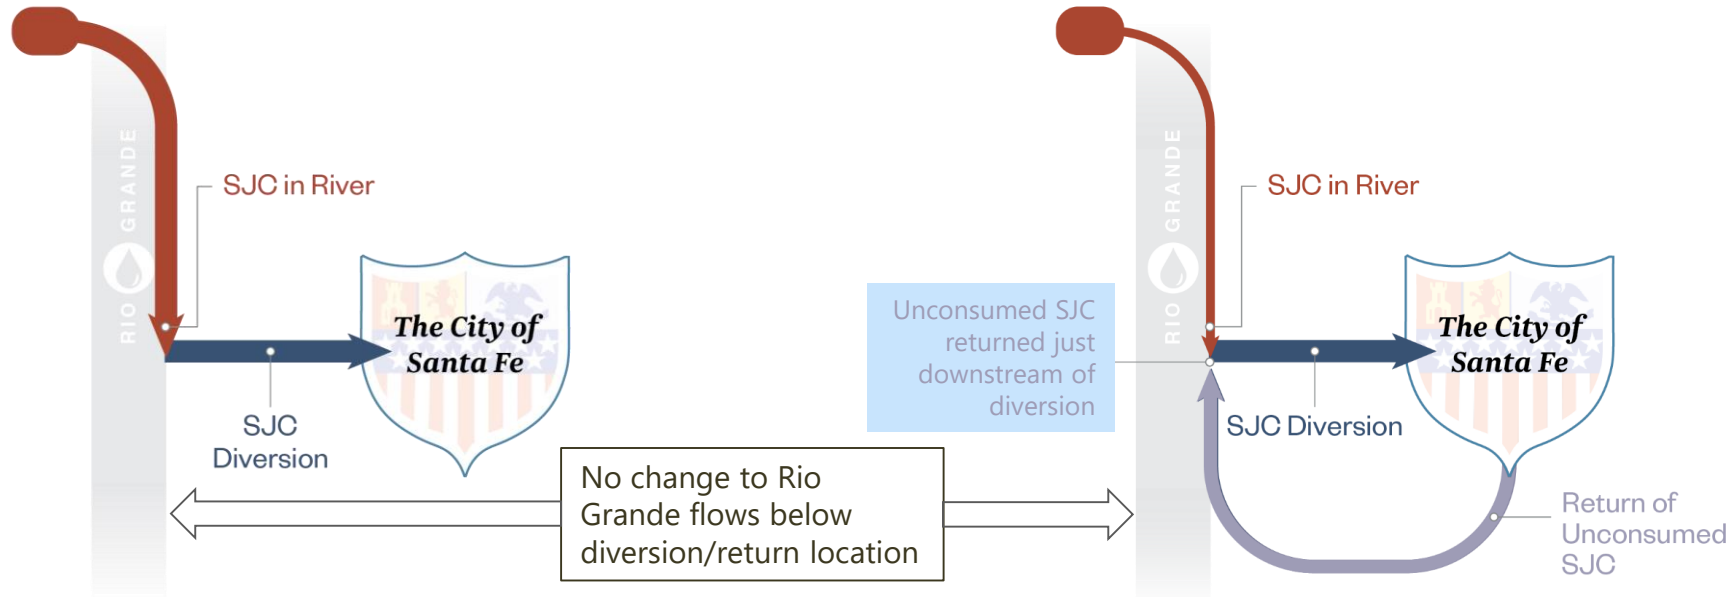 RIO GRANDE
SJC in River
The City of
Santa Fe
SJC
Diversion
No change to Rio
Grande flows below
diversion/return location
Unconsumed SJC
returned just
downstream of
diversion
RIO GRANDE
SJC in River
The City of
Santa Fe
SJC Diversion
Return of
Unconsumed
SJC